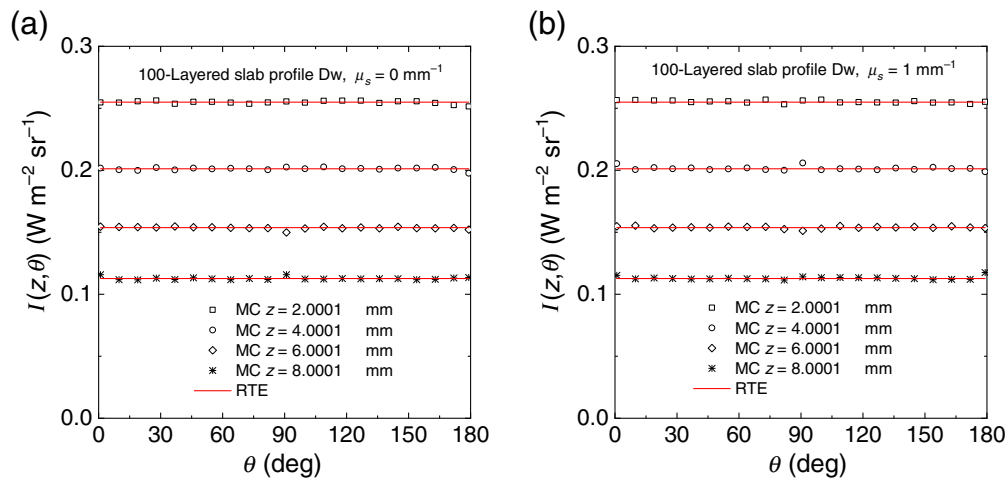 (a)
0.3
0.2
0.1
0.0
I(z,θ) (W m⁻² sr⁻¹)
100-Layered slab profile Dw, μₛ = 0 mm⁻¹
MC z = 2.0001 mm
MC z = 4.0001 mm
MC z = 6.0001 mm
MC z = 8.0001 mm
RTE
0 30 60 90 120 150 180
θ (deg)
(b)
0.3
0.2
0.1
0.0
I(z,θ) (W m⁻² sr⁻¹)
100-Layered slab profile Dw, μₛ = 1 mm⁻¹
MC z = 2.0001 mm
MC z = 4.0001 mm
MC z = 6.0001 mm
MC z = 8.0001 mm
RTE
0 30 60 90 120 150 180
θ (deg)